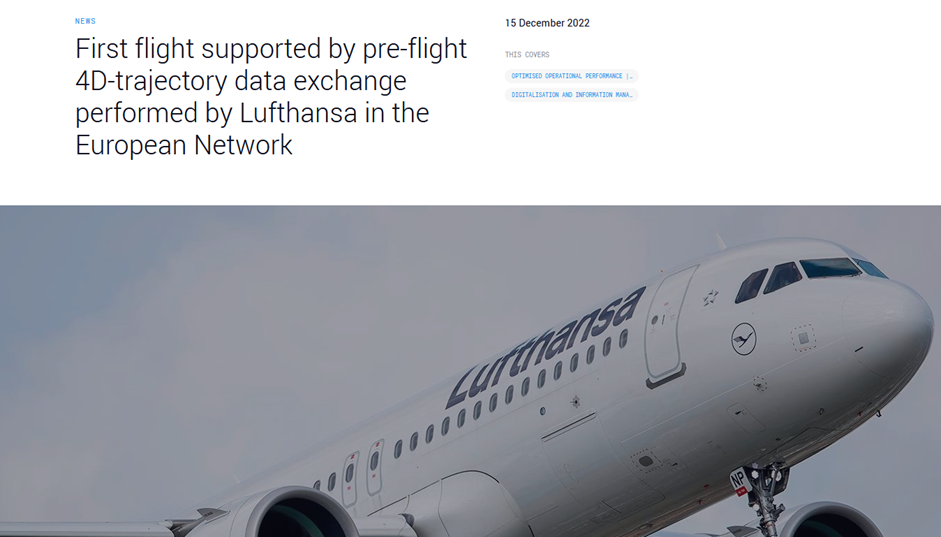 NEWS
First flight supported by pre-flight
4D-trajectory data exchange
performed by Lufthansa in the
European Network
15 December 2022
THIS COVERS
OPTIMISED OPERATIONAL PERFORMANCE |…
DIGITALISATION AND INFORMATION MANA…
Lufthansa
NP